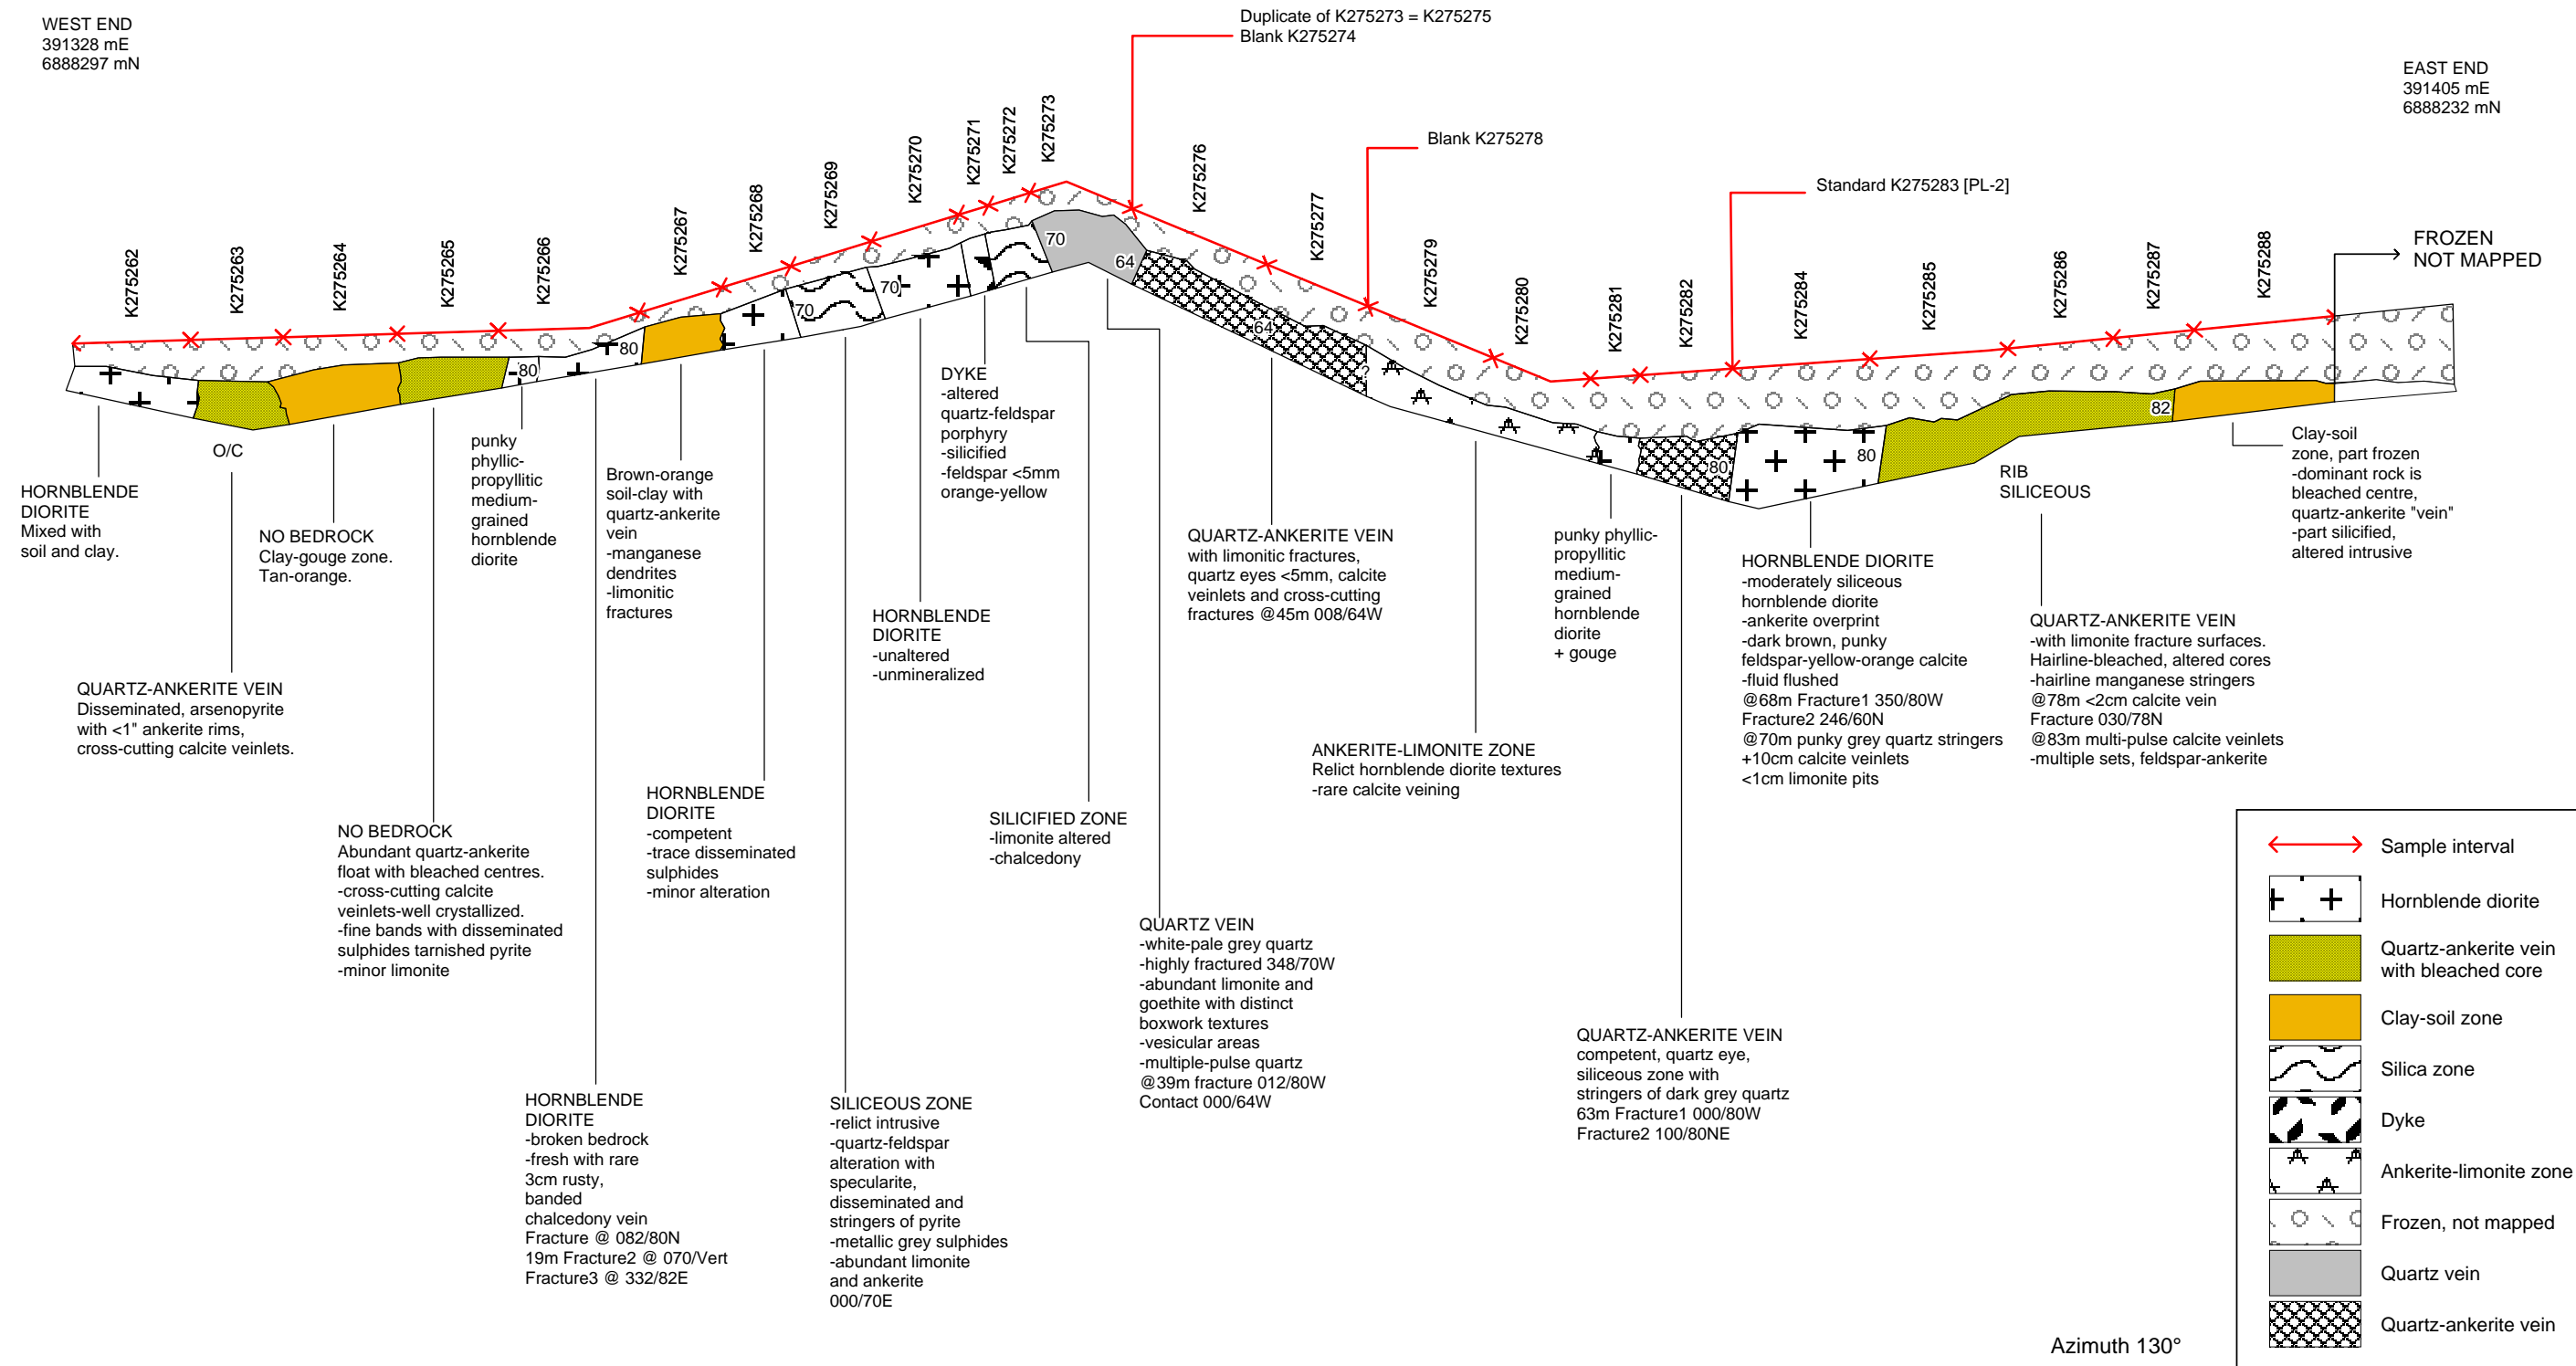 WEST END
391328 mE
6888297 mN
Duplicate of K275273 = K275275
Blank K275274
EAST END
391405 mE
6888232 mN
Blank K275278
Standard K275283 [PL-2]
FROZEN
NOT MAPPED
K275262
K275263
K275264
K275265
K275266
K275267
K275268
K275269
K275270
K275271
K275272
K275273
K275276
K275277
K275279
K275280
K275281
K275282
K275284
K275285
K275286
K275287
K275288
80
80
70
70
70
64
64
?
80
80
82
HORNBLENDE
DIORITE
Mixed with
soil and clay.
O/C
QUARTZ-ANKERITE VEIN
Disseminated, arsenopyrite
with <1" ankerite rims,
cross-cutting calcite veinlets.
NO BEDROCK
Clay-gouge zone.
Tan-orange.
NO BEDROCK
Abundant quartz-ankerite
float with bleached centres.
-cross-cutting calcite
veinlets-well crystallized.
-fine bands with disseminated
sulphides tarnished pyrite
-minor limonite
punky
phyllic-
propyllitic
medium-
grained
hornblende
diorite
HORNBLENDE
DIORITE
-broken bedrock
-fresh with rare
3cm rusty,
banded
chalcedony vein
Fracture @ 082/80N
19m Fracture2 @ 070/Vert
Fracture3 @ 332/82E
Brown-orange
soil-clay with
quartz-ankerite
vein
-manganese
dendrites
-limonitic
fractures
HORNBLENDE
DIORITE
-competent
-trace disseminated
sulphides
-minor alteration
SILICEOUS ZONE
-relict intrusive
-quartz-feldspar
alteration with
specularite,
disseminated and
stringers of pyrite
-metallic grey sulphides
-abundant limonite
and ankerite
000/70E
HORNBLENDE
DIORITE
-unaltered
-unmineralized
DYKE
-altered
quartz-feldspar
porphyry
-silicified
-feldspar <5mm
orange-yellow
SILICIFIED ZONE
-limonite altered
-chalcedony
QUARTZ VEIN
-white-pale grey quartz
-highly fractured 348/70W
-abundant limonite and
goethite with distinct
boxwork textures
-vesicular areas
-multiple-pulse quartz
@39m fracture 012/80W
Contact 000/64W
QUARTZ-ANKERITE VEIN
with limonitic fractures,
quartz eyes <5mm, calcite
veinlets and cross-cutting
fractures @45m 008/64W
ANKERITE-LIMONITE ZONE
Relict hornblende diorite textures
-rare calcite veining
punky phyllic-
propyllitic
medium-
grained
hornblende
diorite
+ gouge
QUARTZ-ANKERITE VEIN
competent, quartz eye,
siliceous zone with
stringers of dark grey quartz
63m Fracture1 000/80W
Fracture2 100/80NE
HORNBLENDE DIORITE
-moderately siliceous
hornblende diorite
-ankerite overprint
-dark brown, punky
feldspar-yellow-orange calcite
-fluid flushed
@68m Fracture1 350/80W
Fracture2 246/60N
@70m punky grey quartz stringers
+10cm calcite veinlets
<1cm limonite pits
RIB
SILICEOUS
QUARTZ-ANKERITE VEIN
-with limonite fracture surfaces.
Hairline-bleached, altered cores
-hairline manganese stringers
@78m <2cm calcite vein
Fracture 030/78N
@83m multi-pulse calcite veinlets
-multiple sets, feldspar-ankerite
Clay-soil
zone, part frozen
-dominant rock is
bleached centre,
quartz-ankerite "vein"
-part silicified,
altered intrusive
Sample interval
Hornblende diorite
Quartz-ankerite vein
with bleached core
Clay-soil zone
Silica zone
Dyke
Ankerite-limonite zone
Frozen, not mapped
Quartz vein
Quartz-ankerite vein
Azimuth 130°